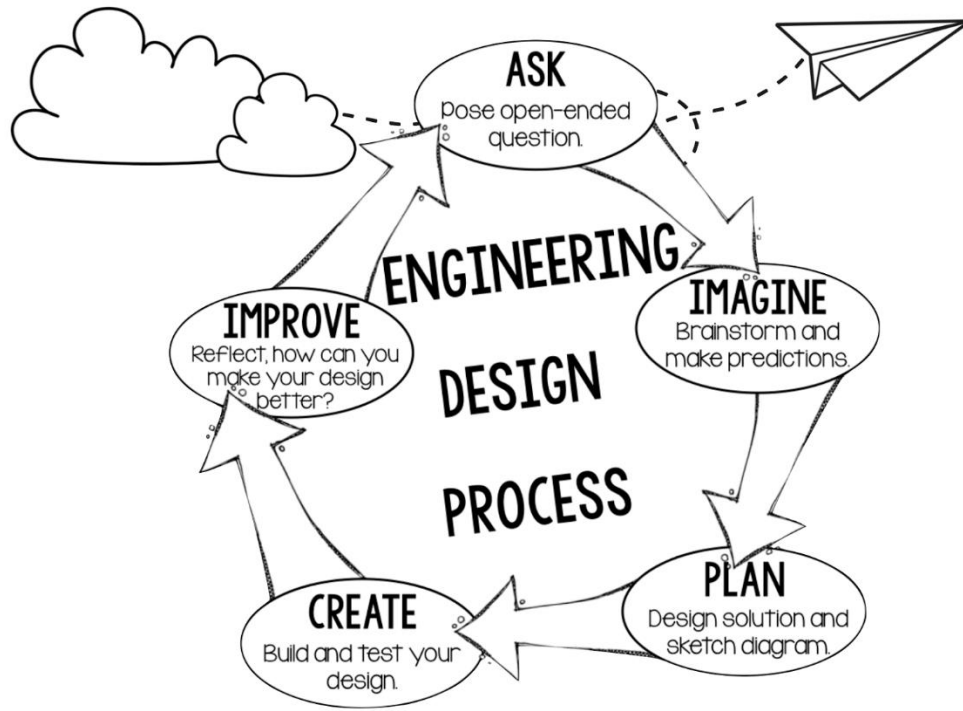 ASK
Pose open-ended
question.
ENGINEERING
DESIGN
PROCESS
IMAGINE
Brainstorm and
make predictions.
PLAN
Design solution and
sketch diagram.
CREATE
Build and test your
design.
IMPROVE
Reflect, how can you
make your design
better?